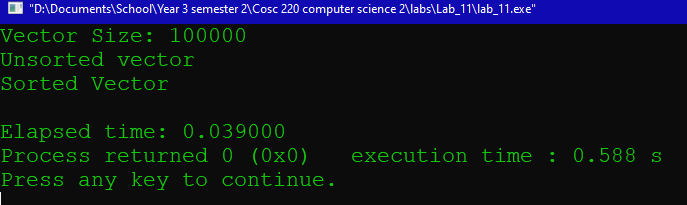 "D:\Documents\School\Year 3 semester 2\Cosc 220 computer science 2\labs\Lab_11\lab_11.exe"
Vector Size: 100000
Unsorted vector
Sorted Vector
Elapsed time: 0.039000
Process returned 0 (0x0)   execution time : 0.588 s
Press any key to continue.